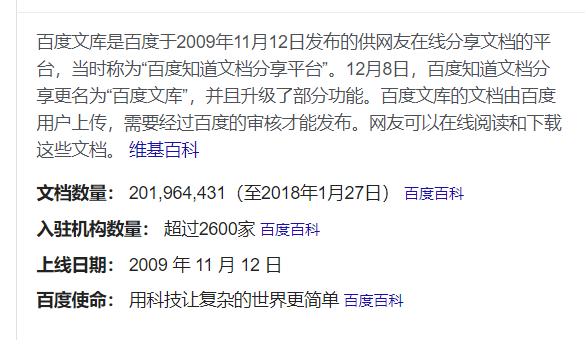 百度文库是百度于2009年11月12日发布的供网友在线分享文档的平
台，当时称为“百度知道文档分享平台”。12月8日，百度知道文档分
享更名为“百度文库”，并且升级了部分功能。百度文库的文档由百度
用户上传，需要经过百度的审核才能发布。网友可以在线阅读和下载
这些文档。 维基百科
文档数量： 201,964,431（至2018年1月27日） 百度百科
入驻机构数量： 超过2600家 百度百科
上线日期： 2009 年 11 月 12 日
百度使命： 用科技让复杂的世界更简单 百度百科